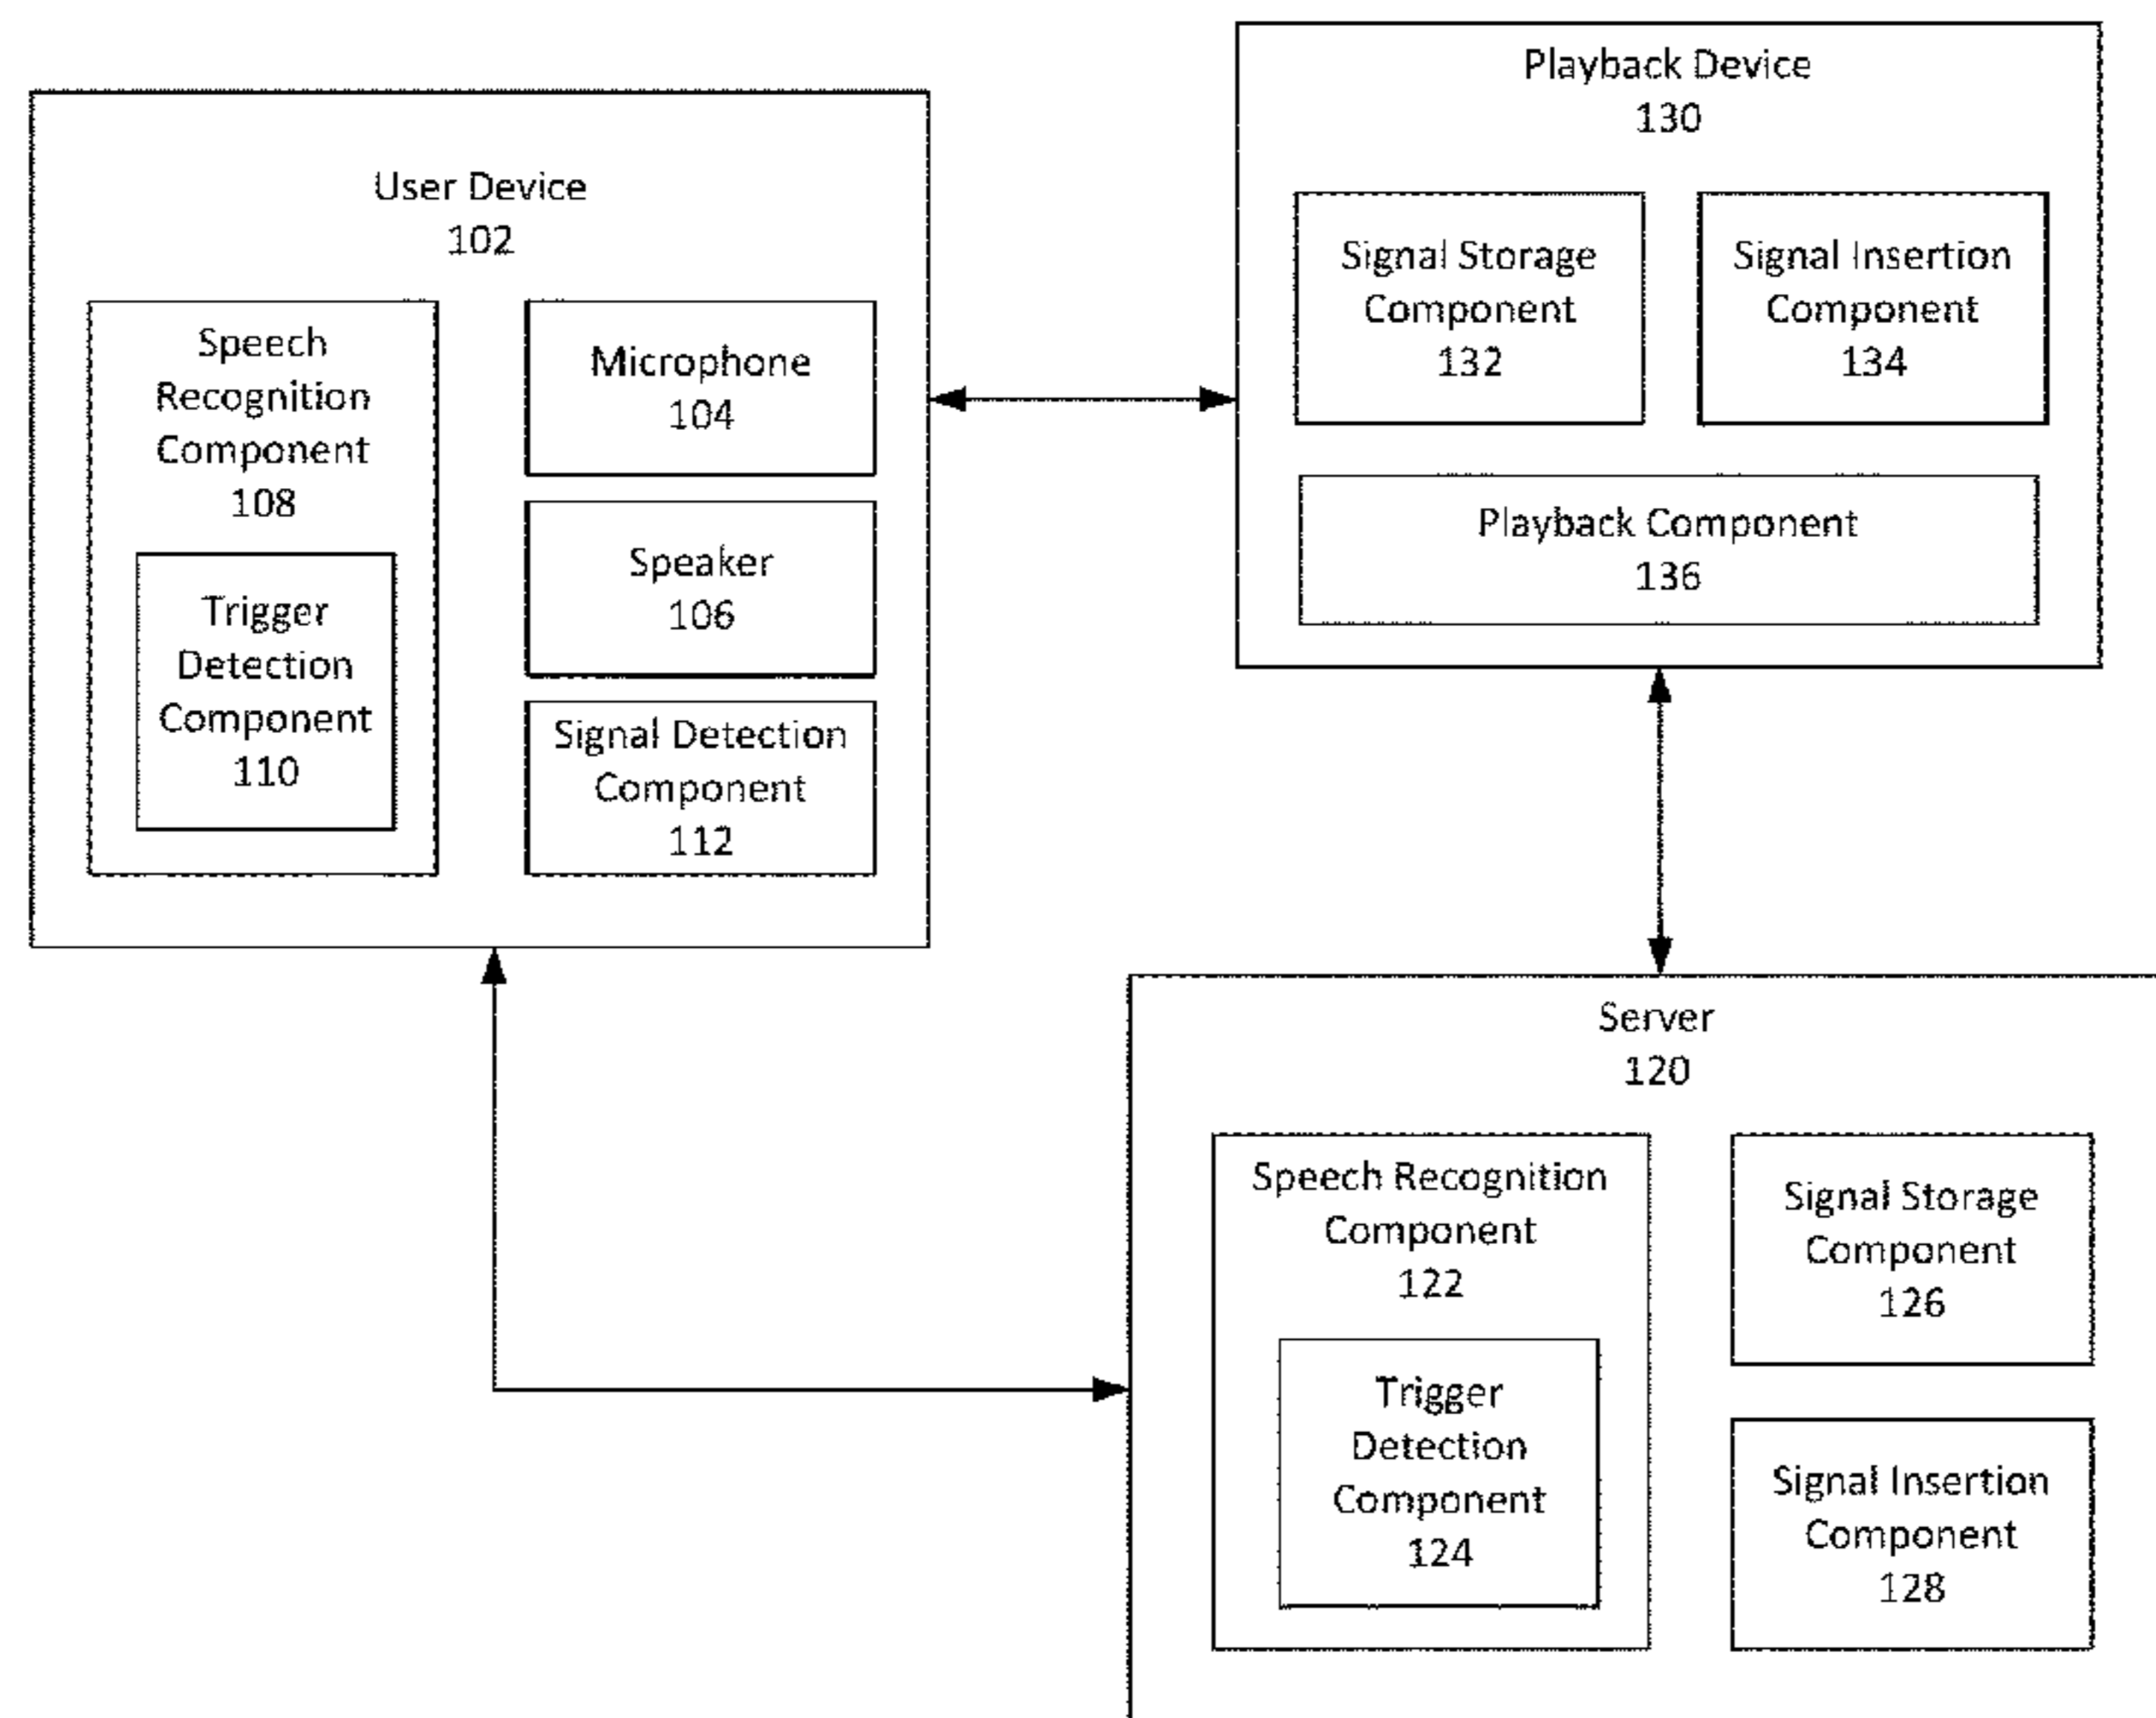 User Device
102
Speech
Recognition
Component
108
Trigger
Detection
Component
110
Microphone
104
Speaker
106
Signal Detection
Component
112
Playback Device
130
Signal Storage
Component
132
Signal Insertion
Component
134
Playback Component
136
Server
120
Speech Recognition
Component
122
Trigger
Detection
Component
124
Signal Storage
Component
126
Signal Insertion
Component
128